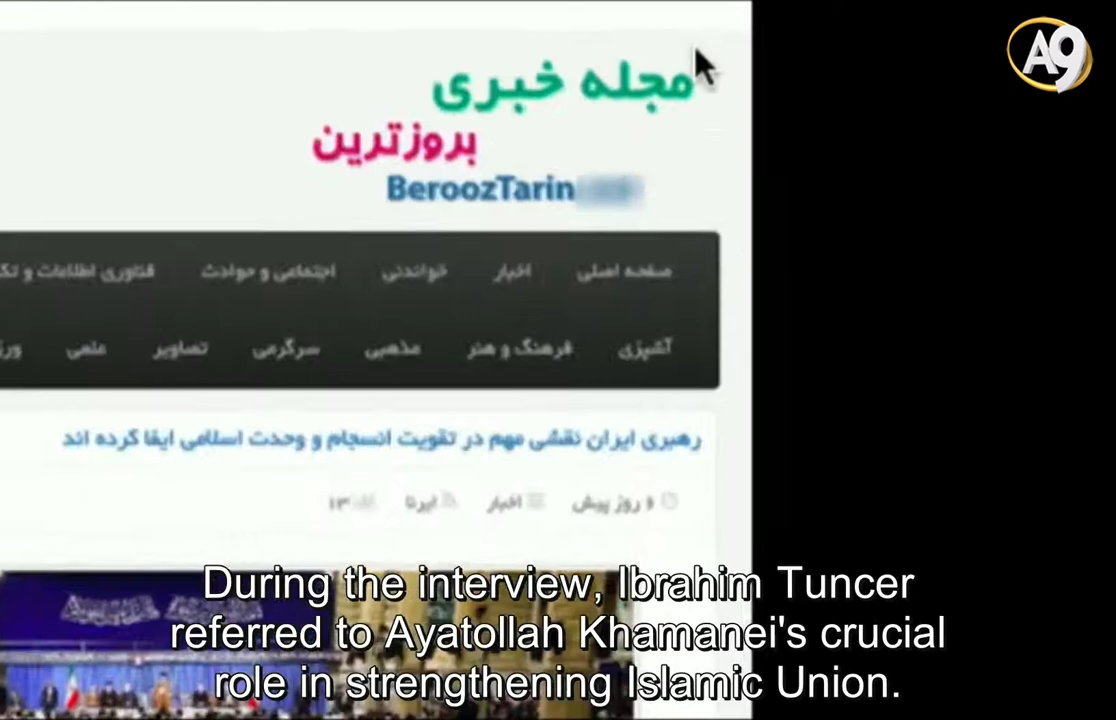 A9
مجله خبری
بروزترین
BeroozTarin
صفحه اصلی اخبار خواندنی اجتماعی و حوادث فناوری اطلاعات و
آشپزی فرهنگ و هنر مذهبی سرگرمی تصاویر علمی
رهبری ایران نقشی مهم در تقویت انسجام و وحدت اسلامی ایفا کرده اند
۶ روز پیش اخبار ایرنا ۱۳
During the interview, Ibrahim Tuncer
referred to Ayatollah Khamanei's crucial
role in strengthening Islamic Union.